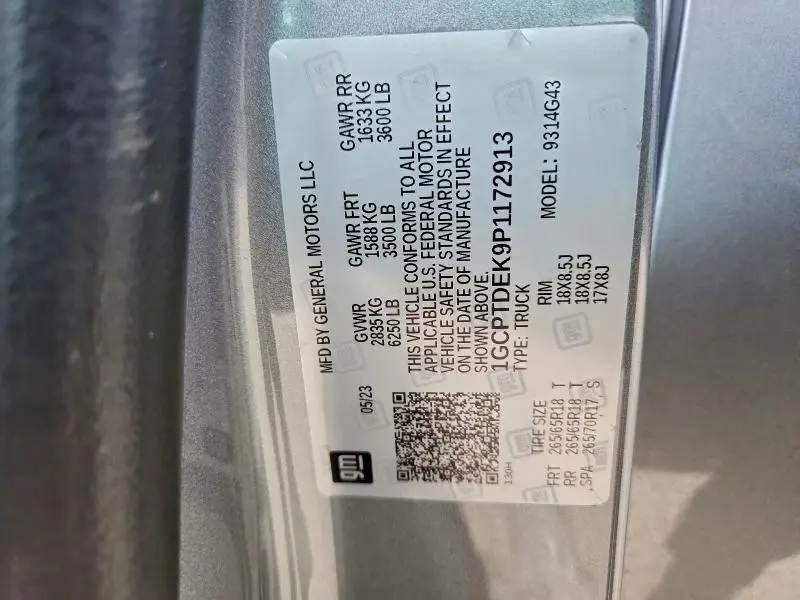 gm
MFD BY GENERAL MOTORS LLC
05/23
GVWR GAWR FRT GAWR RR
2835 KG 1588 KG 1633 KG
6250 LB 3500 LB 3600 LB
THIS VEHICLE CONFORMS TO ALL
APPLICABLE U.S. FEDERAL MOTOR
VEHICLE SAFETY STANDARDS IN EFFECT
ON THE DATE OF MANUFACTURE
SHOWN ABOVE.
1GCPTDEK9P1172913
130H
TYPE: TRUCK
MODEL: 9314G43
TIRE SIZE RIM
FRT 265/65R18 T 18X8.5J
RR 265/65R18 T 18X8.5J
SPA 265/70R17 S 17X8J